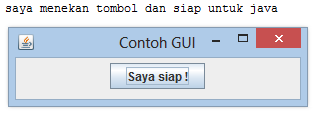 saya menekan tombol dan siap untuk java
Contoh GUI
Saya siap!